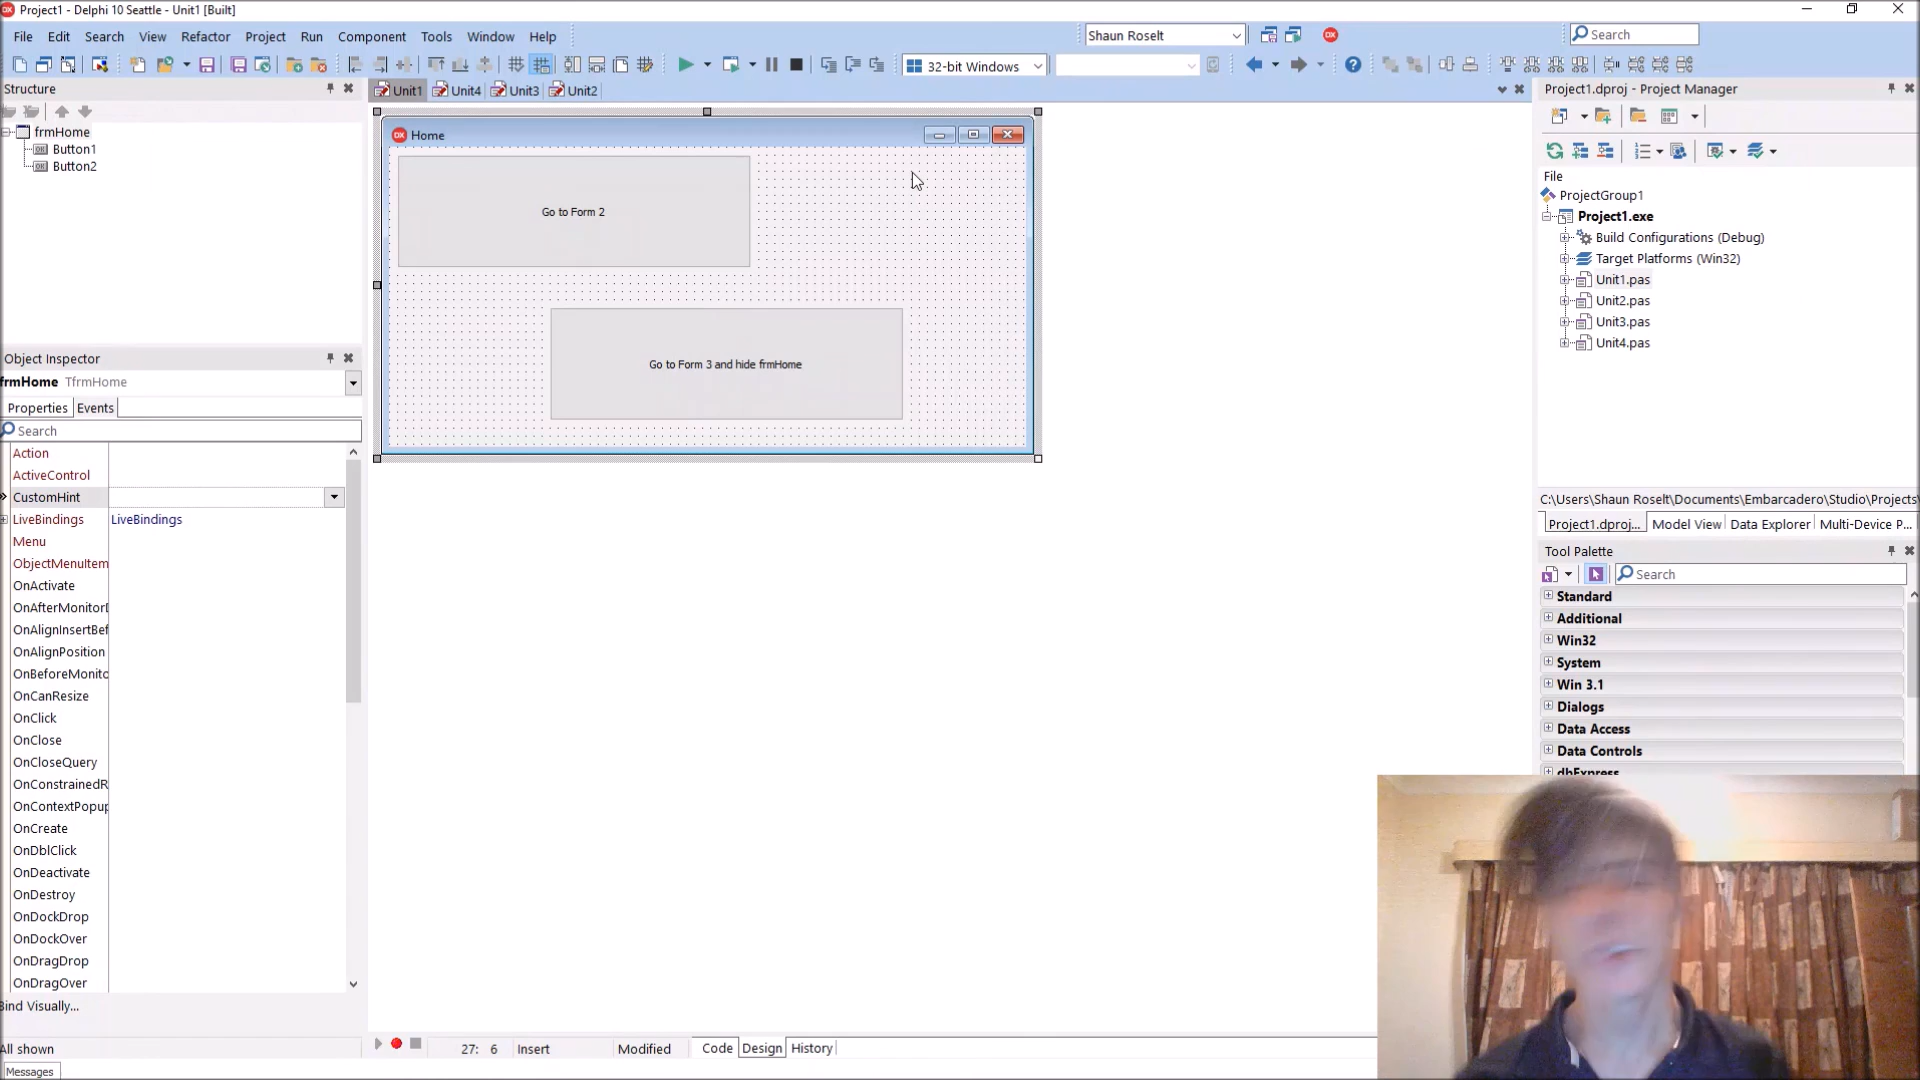 Project1 - Delphi 10 Seattle - Unit1 [Built]
File Edit Search View Refactor Project Run Component Tools Window Help
Shaun Roselt
Search
32-bit Windows
Structure
Unit1 Unit4 Unit3 Unit2
Project1.dproj - Project Manager
frmHome
Button1
Button2
Home
Go to Form 2
Go to Form 3 and hide frmHome
File
ProjectGroup1
Project1.exe
Build Configurations (Debug)
Target Platforms (Win32)
Unit1.pas
Unit2.pas
Unit3.pas
Unit4.pas
Object Inspector
frmHome TfrmHome
Properties Events
Search
Action
ActiveControl
CustomHint
LiveBindings LiveBindings
Menu
ObjectMenuItem
OnActivate
OnAfterMonitorD
OnAlignInsertBef
OnAlignPosition
OnBeforeMonito
OnCanResize
OnClick
OnClose
OnCloseQuery
OnConstrainedR
OnContextPopup
OnCreate
OnDblClick
OnDeactivate
OnDestroy
OnDockDrop
OnDockOver
OnDragDrop
OnDragOver
Bind Visually...
All shown
Messages
C:\Users\Shaun Roselt\Documents\Embarcadero\Studio\Projects\
Project1.dproj... Model View Data Explorer Multi-Device P...
Tool Palette
Search
Standard
Additional
Win32
System
Win 3.1
Dialogs
Data Access
Data Controls
dbExpress
27: 6 Insert Modified Code Design History